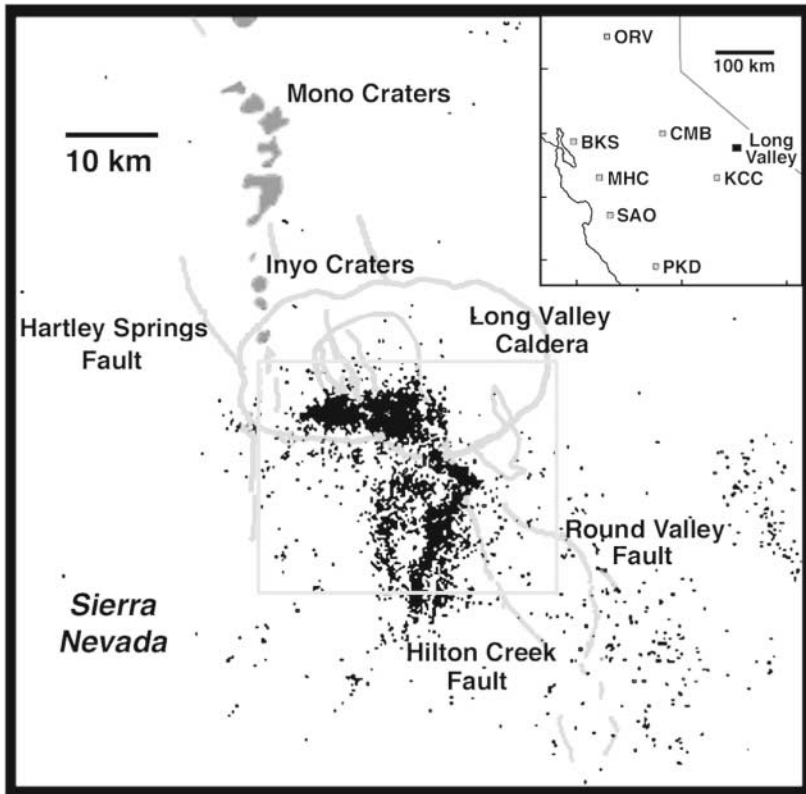 Mono Craters
10 km
Inyo Craters
Hartley Springs
Fault
Long Valley
Caldera
Round Valley
Fault
Sierra
Nevada
Hilton Creek
Fault
ORV
100 km
BKS
CMB
Long
Valley
MHC
KCC
SAO
PKD